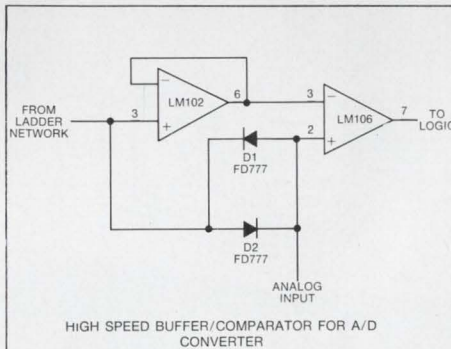 −
LM102
6
3
+
FROM
LADDER
NETWORK
3
−
LM106
2
+
7
TO
LOGIC
D1
FD777
D2
FD777
ANALOG
INPUT
HIGH SPEED BUFFER/COMPARATOR FOR A/D
CONVERTER